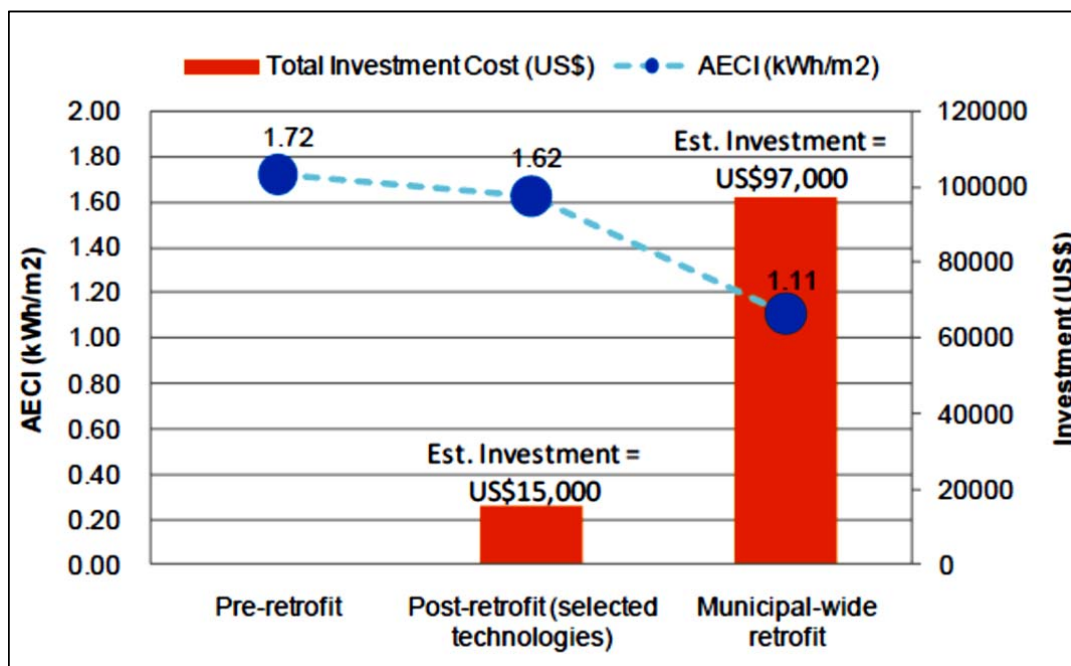 Total Investment Cost (US$) AECI (kWh/m2)
2.00
1.80
1.60
1.40
1.20
1.00
0.80
0.60
0.40
0.20
0.00
AECI (kWh/m2)
1.72
1.62
1.11
Est. Investment =
US$15,000
Est. Investment =
US$97,000
120000
100000
80000
60000
40000
20000
0
Investment (US$)
Pre-retrofit
Post-retrofit (selected
technologies)
Municipal-wide
retrofit